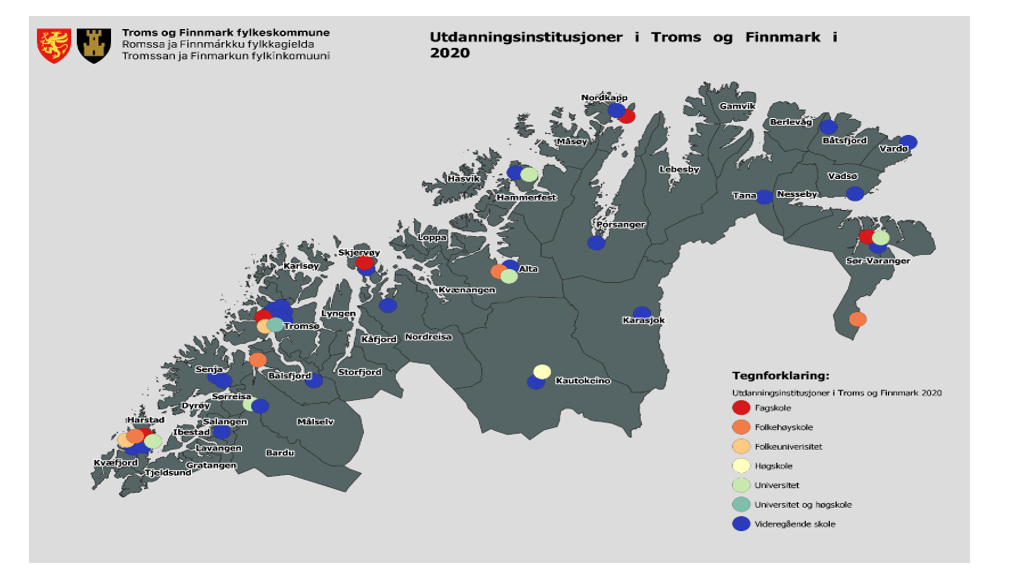 Troms og Finnmark fylkeskommune
Romssa ja Finnmárkku fylkkagielda
Tromssan ja Finmarkun fylkinkomuuni
Utdanningsinstitusjoner i Troms og Finnmark i
2020
Nordkapp
Gamvik
Berlevåg
Båtsfjord
Vardø
Måsøy
Lebesby
Vadsø
Hasvik
Hammerfest
Tana
Nesseby
Porsanger
Loppa
Skjervøy
Sør-Varanger
Karlsøy
Alta
Kvænangen
Lyngen
Tromsø
Karasjok
Kåfjord
Nordreisa
Senja
Balsfjord
Storfjord
Kautokeino
Sørreisa
Dyrøy
Harstad
Salangen
Målselv
Ibestad
Lavangen
Bardu
Kvæfjord
Gratangen
Tjeldsund
Tegnforklaring:
Utdanningsinstitusjoner i Troms og Finnmark 2020
Fagskole
Folkehøyskole
Folkeuniverisitet
Høgskole
Universitet
Universitet og høgskole
Videregående skole